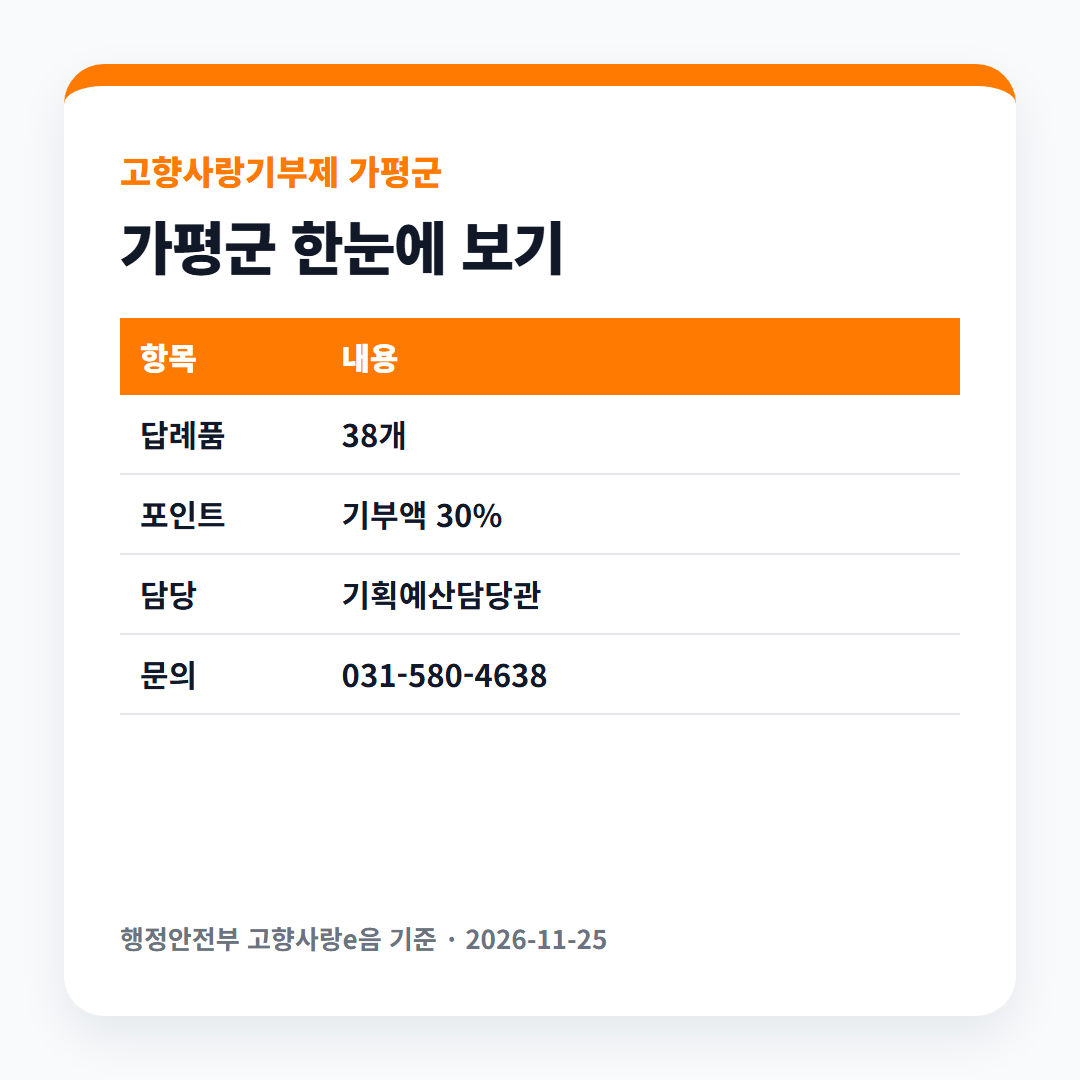 고향사랑기부제 가평군
가평군 한눈에 보기
항목 내용
답례품 38개
포인트 기부액 30%
담당 기획예산담당관
문의 031-580-4638
행정안전부 고향사랑e음 기준 · 2026-11-25